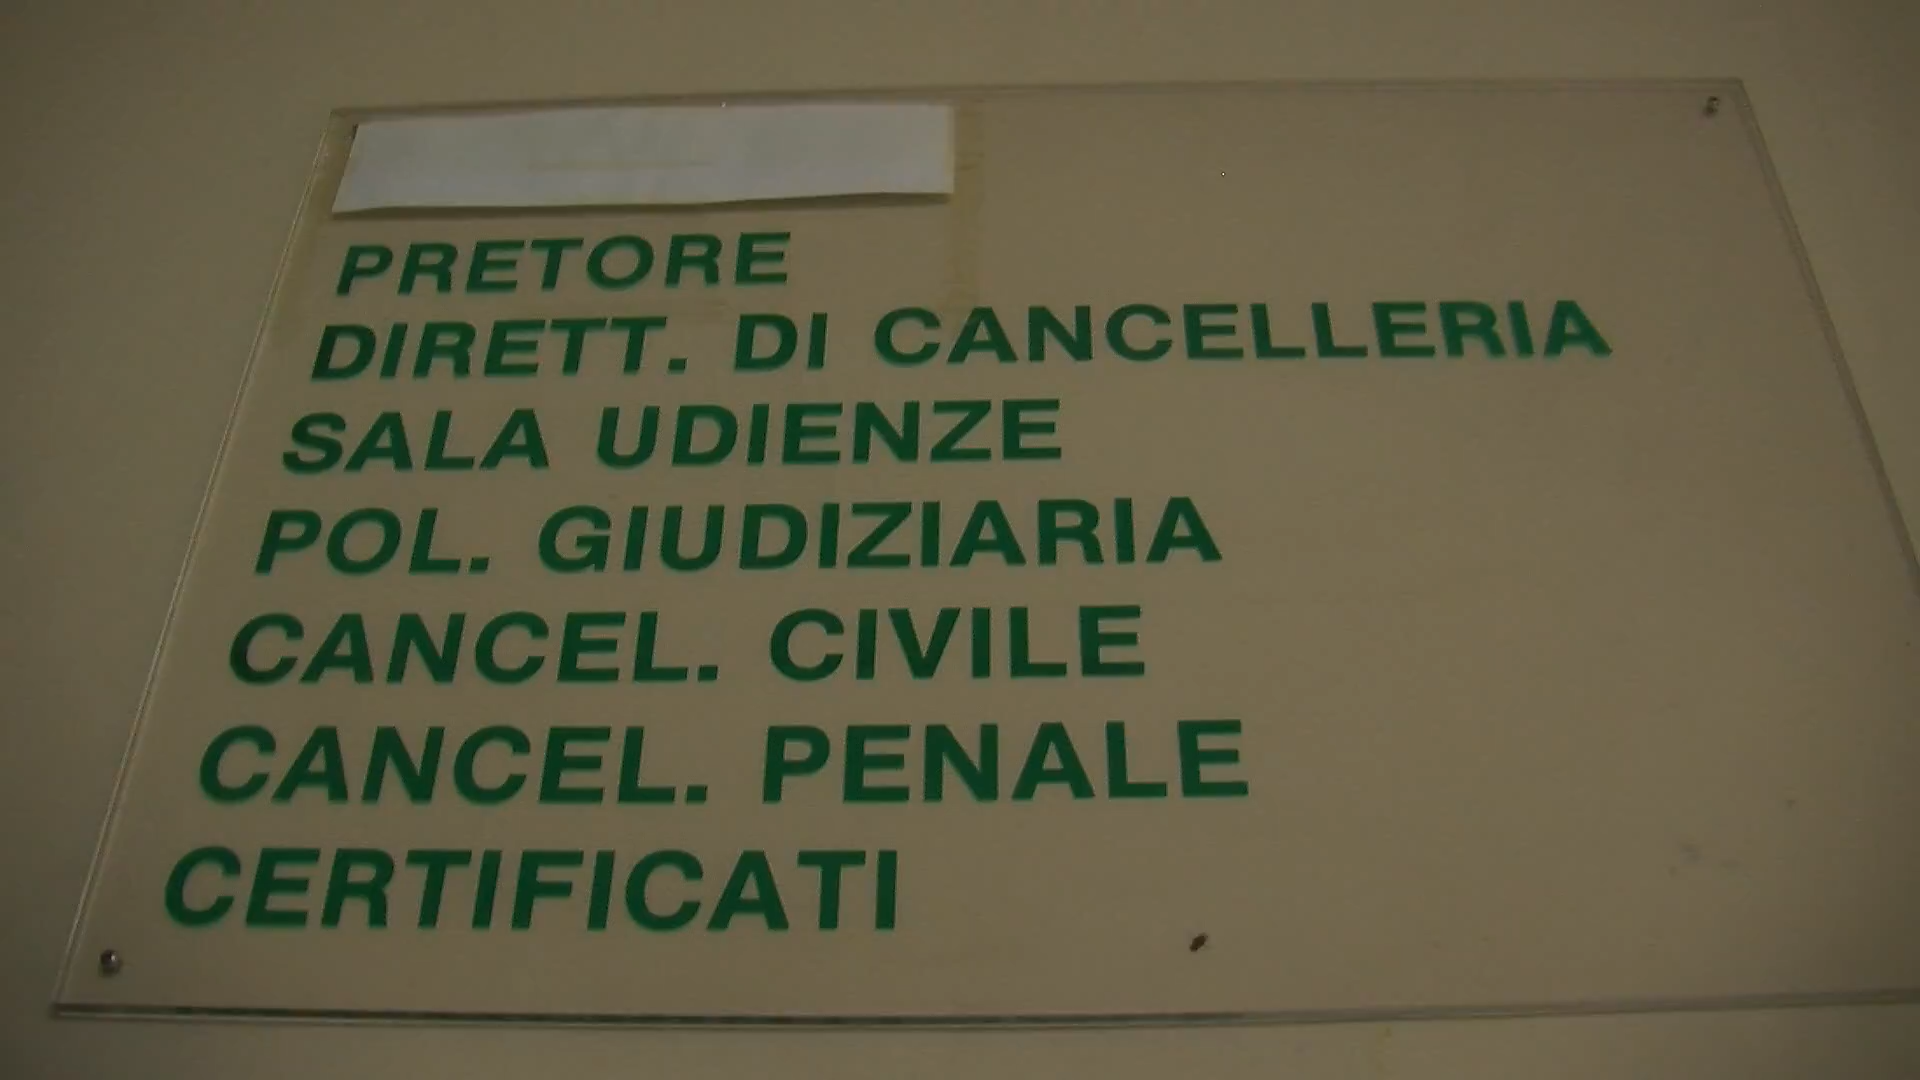 PRETORE
DIRETT. DI CANCELLERIA
SALA UDIENZE
POL. GIUDIZIARIA
CANCEL. CIVILE
CANCEL. PENALE
CERTIFICATI